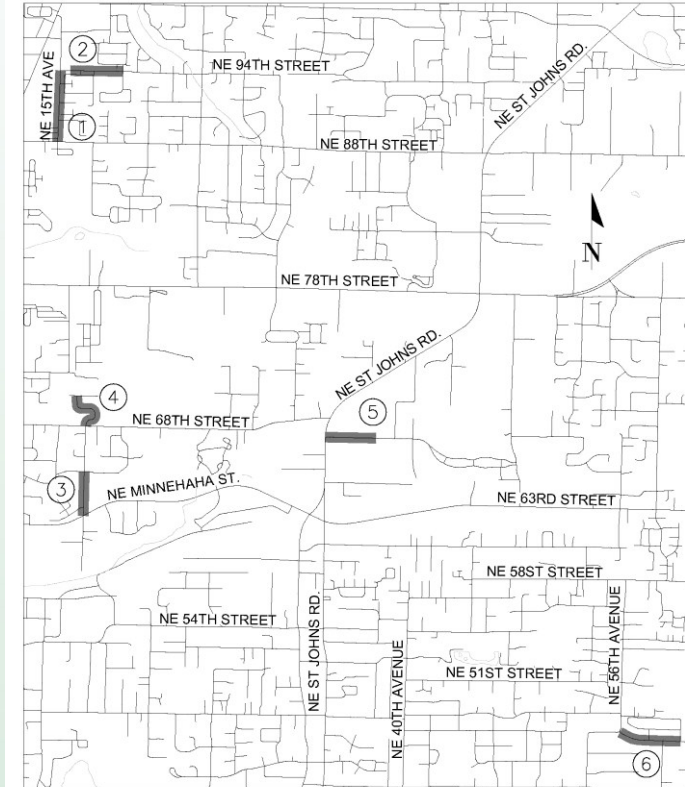 2
NE 94TH STREET
NE ST JOHNS RD.
NE 15TH AVE
1
NE 88TH STREET
N
NE 78TH STREET
NE ST JOHNS RD.
4
5
NE 68TH STREET
3
NE MINNEHAHA ST.
NE 63RD STREET
NE 58ST STREET
NE 54TH STREET
NE ST JOHNS RD.
NE 40TH AVENUE
NE 51ST STREET
NE 56TH AVENUE
6